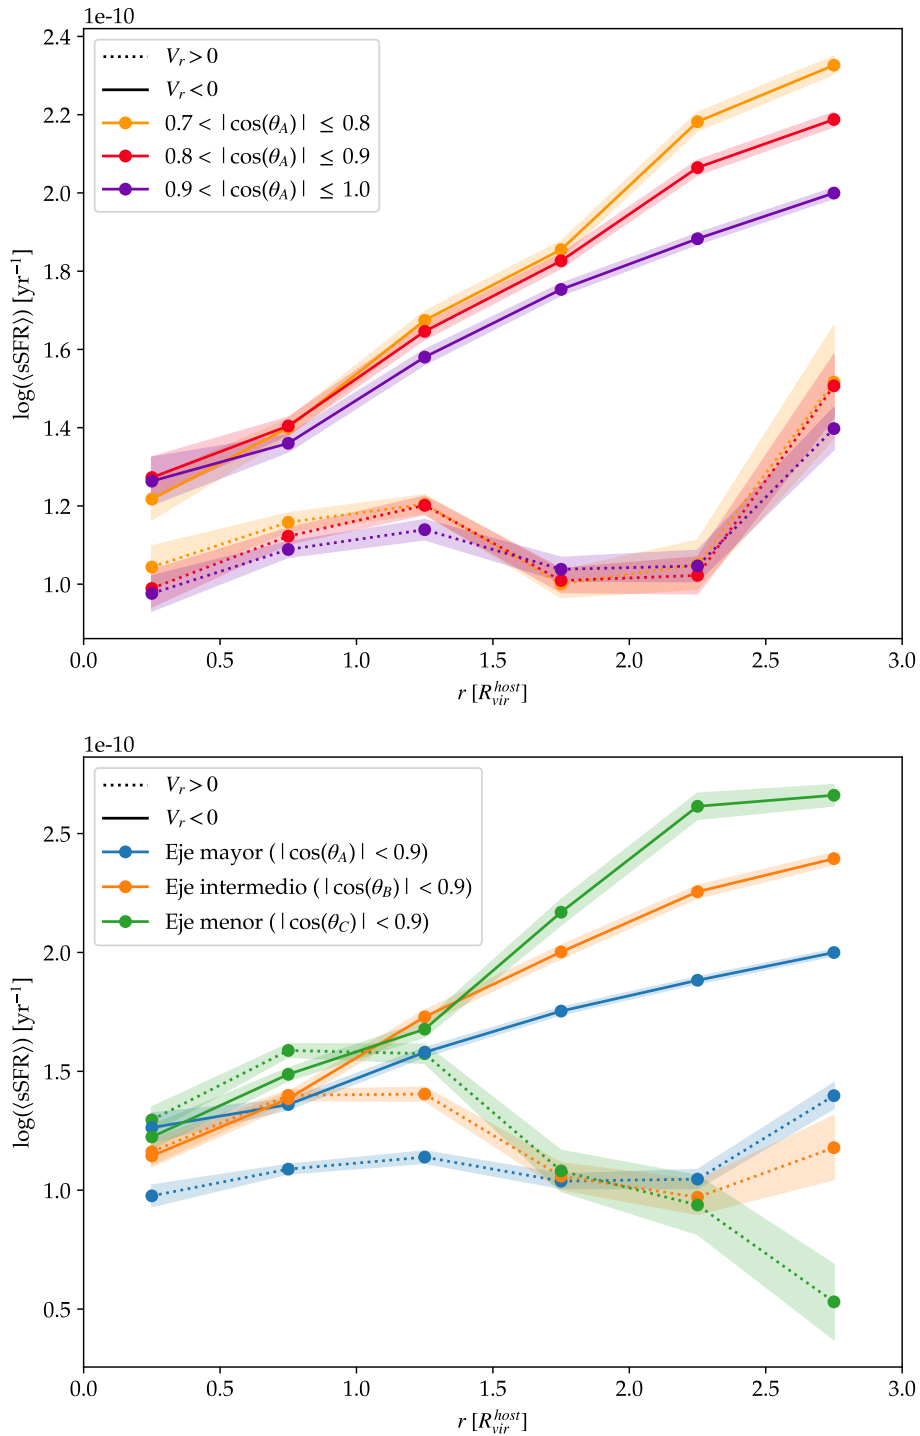 1e-10
2.4
2.2
2.0
1.8
1.6
1.4
1.2
1.0
log(⟨sSFR⟩) [yr⁻¹]
V_r > 0
V_r < 0
0.7 < |cos(θ_A)| ≤ 0.8
0.8 < |cos(θ_A)| ≤ 0.9
0.9 < |cos(θ_A)| ≤ 1.0
0.0 0.5 1.0 1.5 2.0 2.5 3.0
r [R_vir^host]
1e-10
2.5
2.0
1.5
1.0
0.5
log(⟨sSFR⟩) [yr⁻¹]
V_r > 0
V_r < 0
Eje mayor (|cos(θ_A)| < 0.9)
Eje intermedio (|cos(θ_B)| < 0.9)
Eje menor (|cos(θ_C)| < 0.9)
0.0 0.5 1.0 1.5 2.0 2.5 3.0
r [R_vir^host]